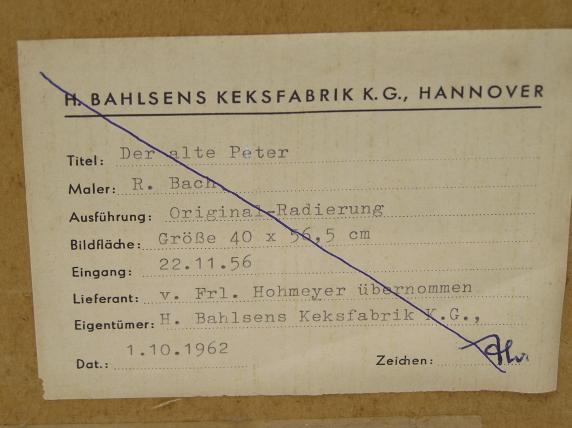 H. BAHLSENS KEKSFABRIK K.G., HANNOVER
Titel: Der alte Peter
Maler: R. Bach,
Ausführung: Original-Radierung
Bildfläche: Größe 40 x 56,5 cm
Eingang: 22.11.56
Lieferant: v. Frl. Hohmeyer übernommen
Eigentümer: H. Bahlsens Keksfabrik K.G.,
Dat.: 1.10.1962 Zeichen: